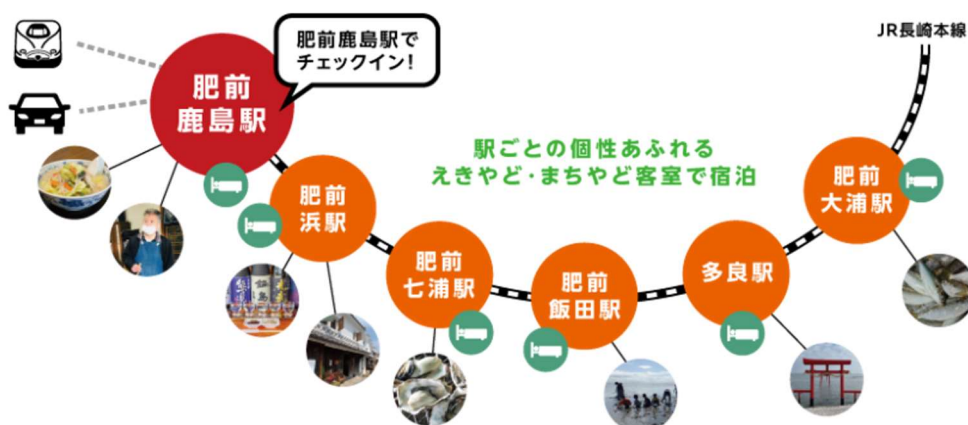 JR長崎本線
肥前鹿島駅で
チェックイン!
肥前
鹿島駅
駅ごとの個性あふれる
えきやど・まちやど客室で宿泊
肥前
浜駅
肥前
七浦駅
肥前
飯田駅
多良駅
肥前
大浦駅